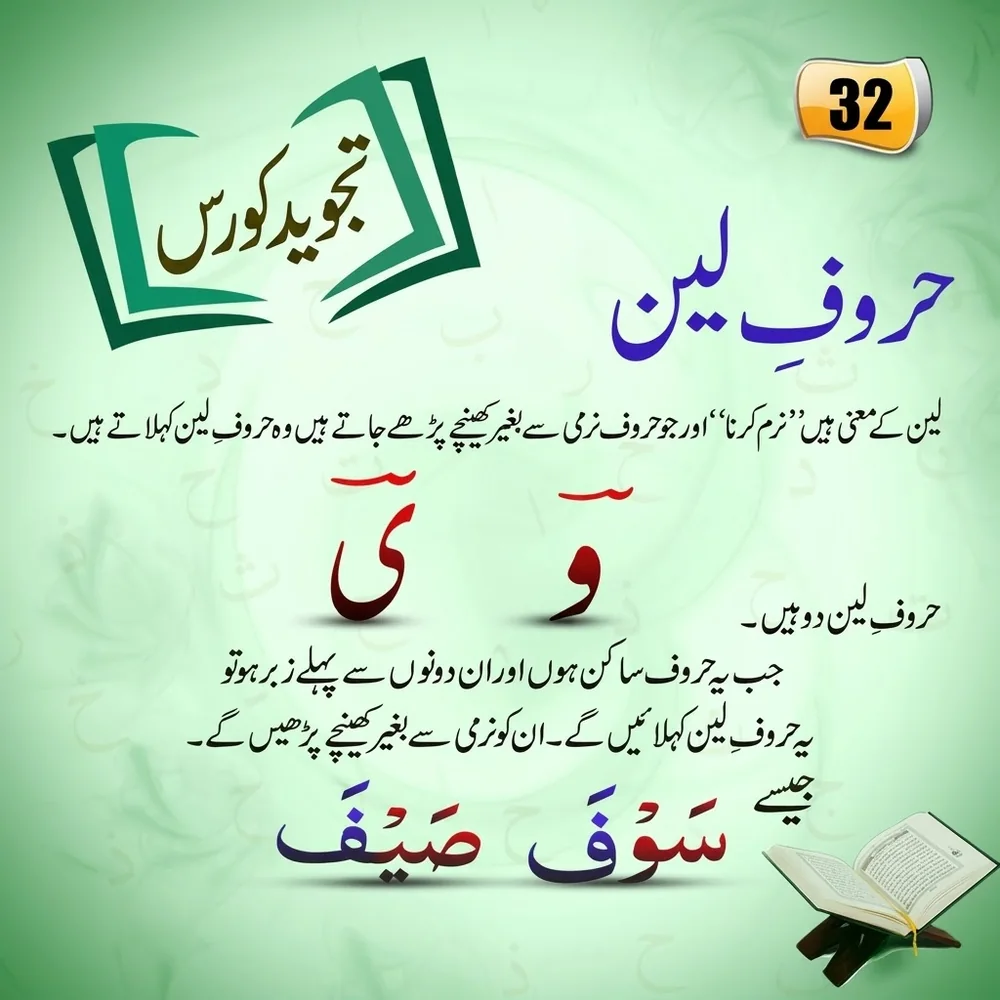 32
تجوید کورس
حروفِ لین
لین کے معنی ہیں ’’نرم کرنا‘‘ اور جو حروف نرمی سے بغیر کھینچے پڑھے جاتے ہیں وہ حروفِ لین کہلاتے ہیں۔
حروفِ لین دو ہیں۔ وٓ یٓ
جب یہ حروف ساکن ہوں اور ان دونوں سے پہلے زبر ہو تو
یہ حروفِ لین کہلائیں گے۔ ان کو نرمی سے بغیر کھینچے پڑھیں گے۔
جیسے
سَوْفَ صَیْفَ